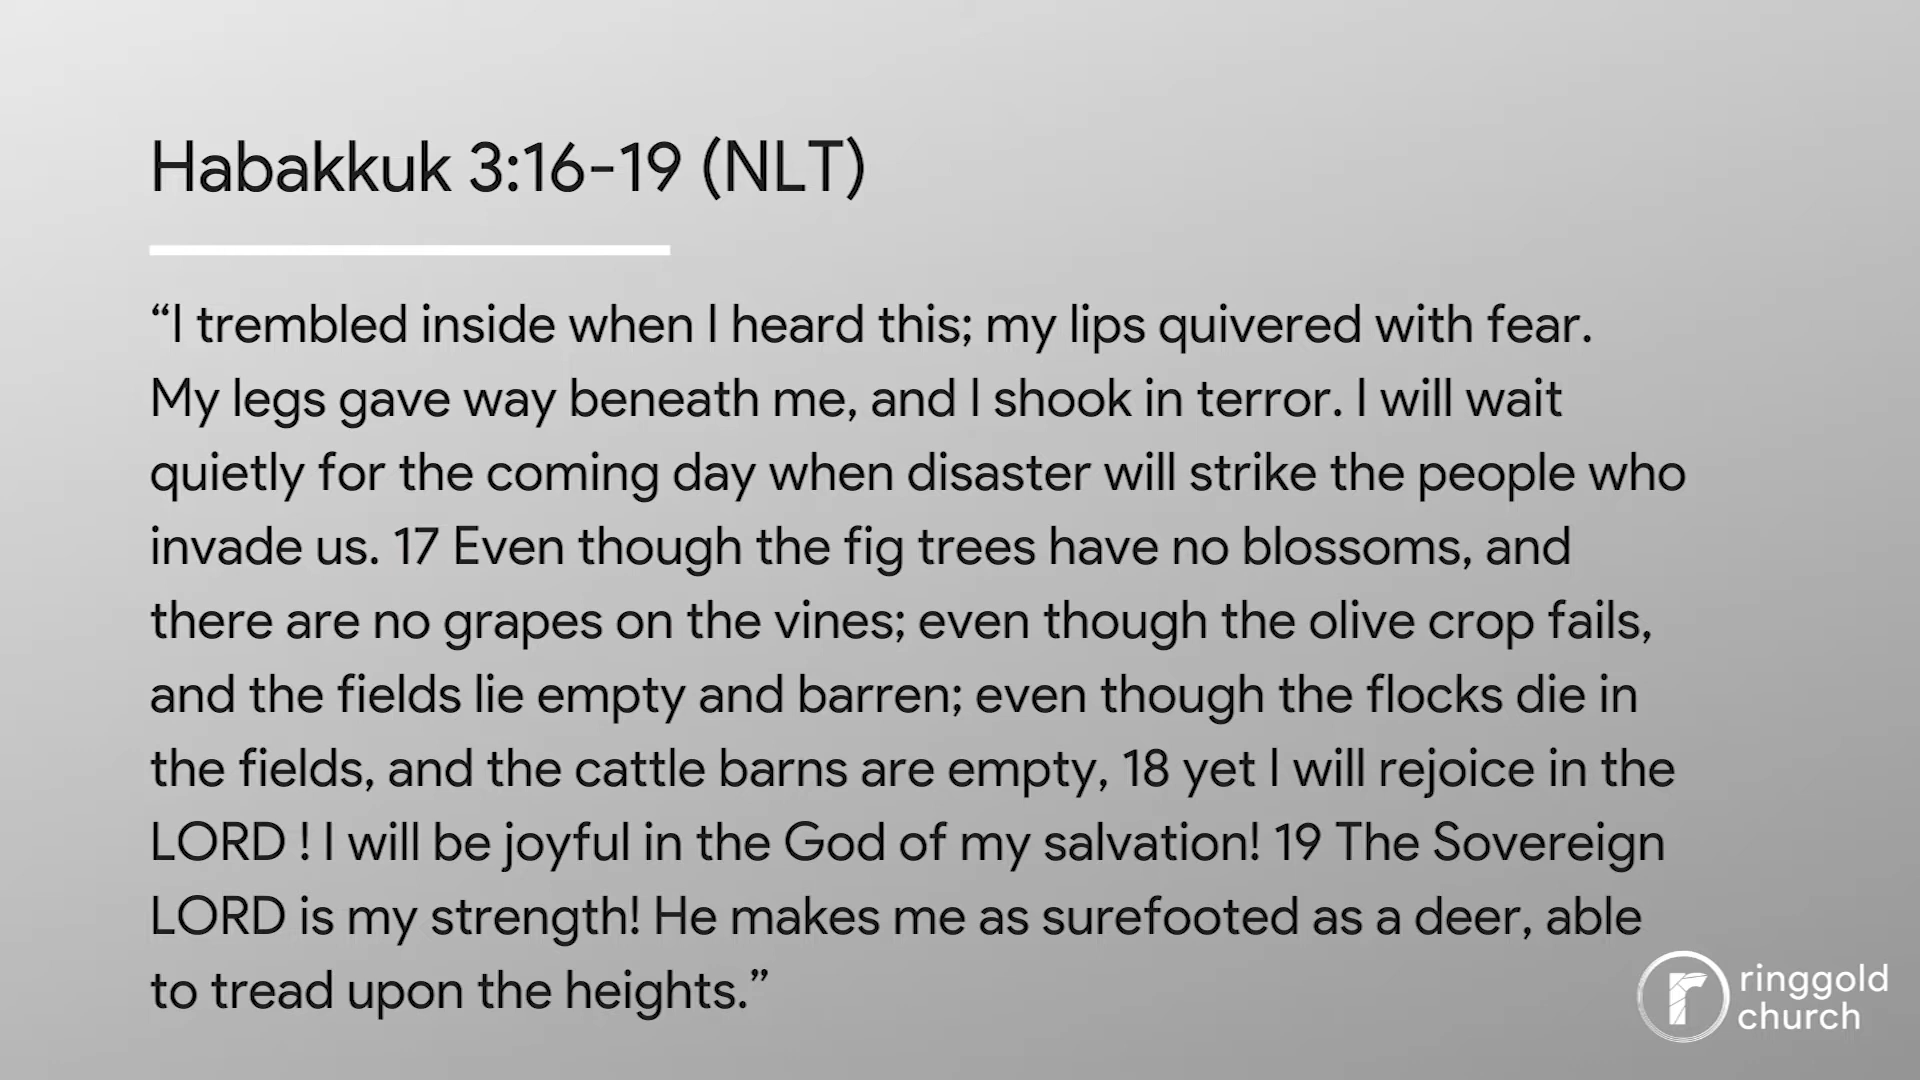 Habakkuk 3:16-19 (NLT)
“I trembled inside when I heard this; my lips quivered with fear.
My legs gave way beneath me, and I shook in terror. I will wait
quietly for the coming day when disaster will strike the people who
invade us. 17 Even though the fig trees have no blossoms, and
there are no grapes on the vines; even though the olive crop fails,
and the fields lie empty and barren; even though the flocks die in
the fields, and the cattle barns are empty, 18 yet I will rejoice in the
LORD ! I will be joyful in the God of my salvation! 19 The Sovereign
LORD is my strength! He makes me as surefooted as a deer, able
to tread upon the heights.”
ringgold
church